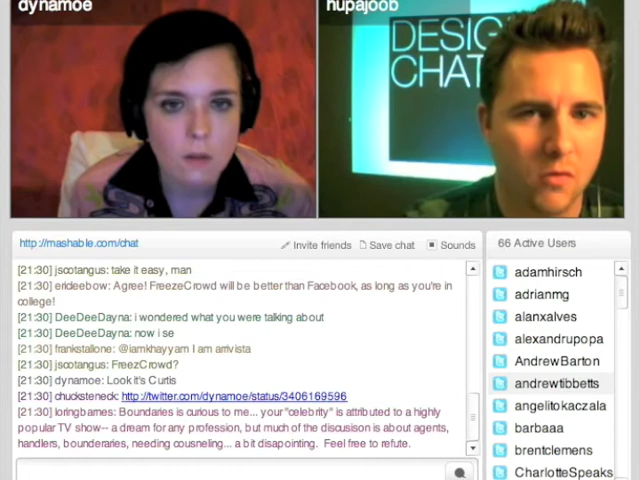 dynamoe
hupajoob
DESIG
CHAT
http://mashable.com/chat
Invite friends
Save chat
Sounds
66 Active Users
[21:30] jscotangus: take it easy, man
[21:30] ericleebow: Agree! FreezeCrowd will be better than Facebook, as long as you're in
college!
[21:30] DeeDeeDayna: i wondered what you were talking about
[21:30] DeeDeeDayna: now i se
[21:30] frankstallone: @iamkhayyam I am arrivista
[21:30] jscotangus: FreezCrowd?
[21:30] dynamoe: Look it's Curtis
[21:30] chucksteneck: http://twitter.com/dynamoe/status/3406169596
[21:30] loringbarnes: Boundaries is curious to me... your "celebrity" is attributed to a highly
popular TV show-- a dream for any profession, but much of the discusison is about agents,
handlers, bounderaries, needing cousneling... a bit disapointing. Feel free to refute.
adamhirsch
adrianmg
alanxalves
alexandrupopa
AndrewBarton
andrewtibbetts
angelitokaczala
barbaaa
brentclemens
CharlotteSpeaks